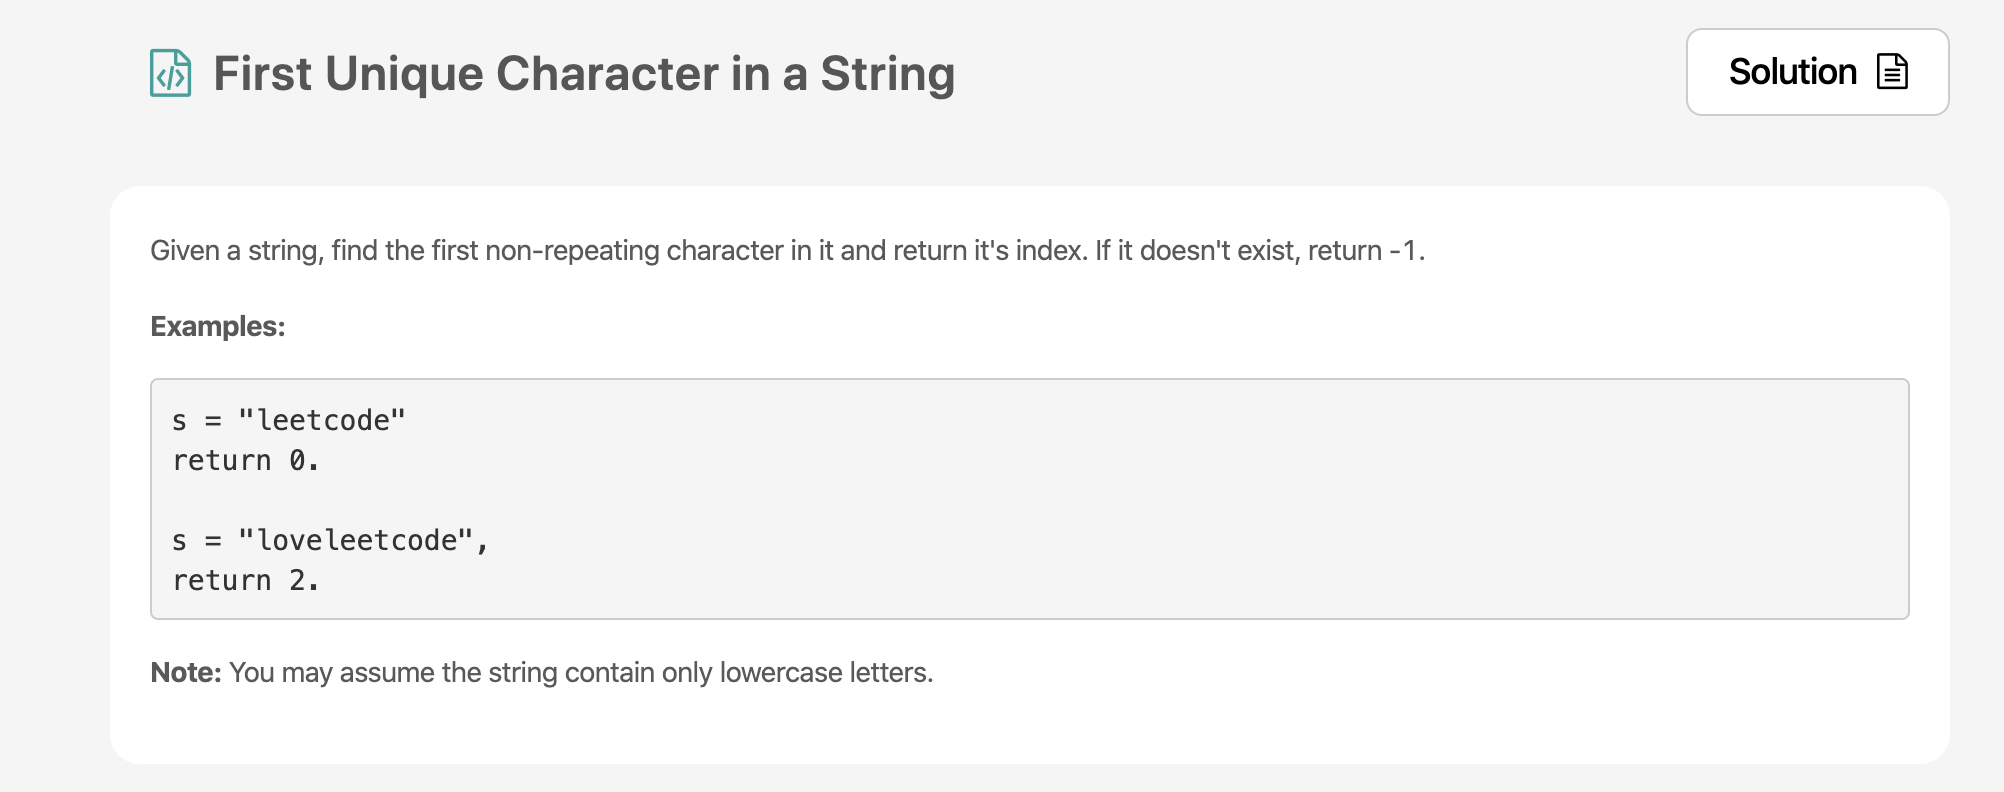 First Unique Character in a String
Solution
Given a string, find the first non-repeating character in it and return it's index. If it doesn't exist, return -1.
Examples:
s = "leetcode"
return 0.
s = "loveleetcode",
return 2.
Note: You may assume the string contain only lowercase letters.